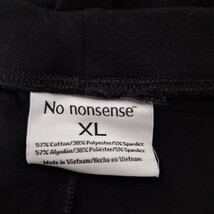 No nonsense™
XL
57% Cotton/38% Polyester/5% Spandex
57% Algodón/38% Poliéster/5% Spandex
Made in Vietnam/Hecho en Vietnam